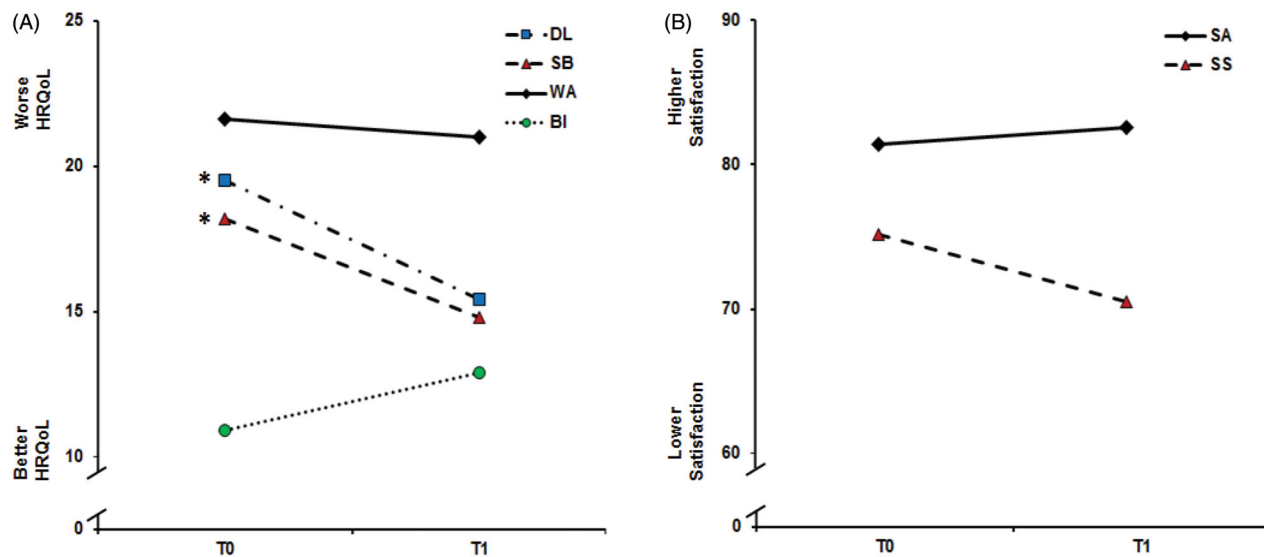 (A)
25
20
15
10
0
Worse
HRQoL
Better
HRQoL
DL
SB
WA
BI
*
*
T0
T1
(B)
90
80
70
60
0
Higher
Satisfaction
Lower
Satisfaction
SA
SS
T0
T1